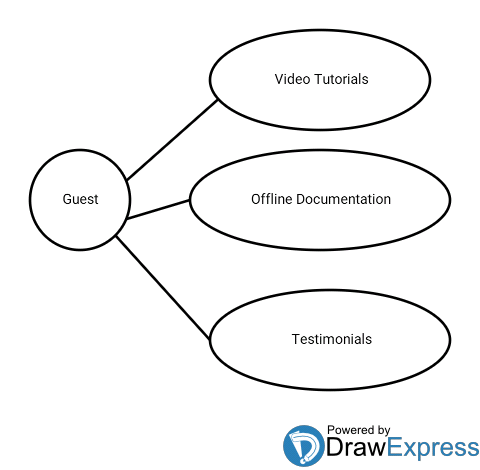 Video Tutorials
Guest
Offline Documentation
Testimonials
Powered by
DrawExpress